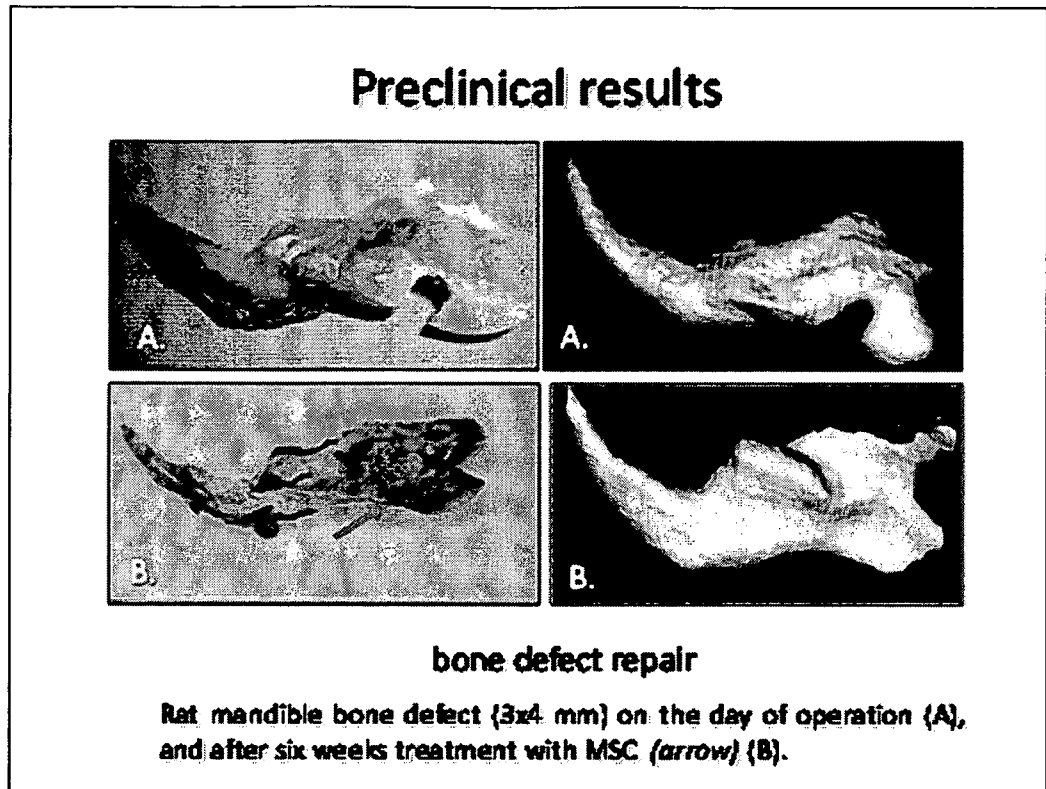 Preclinical results
A.
A.
B.
B.
bone defect repair
Rat mandible bone defect (3x4 mm) on the day of operation (A),
and after six weeks treatment with MSC (arrow) (B).